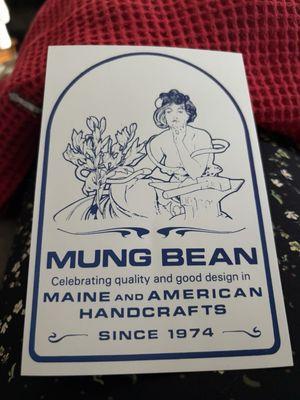 MUNG BEAN
Celebrating quality and good design in
MAINE AND AMERICAN
HANDCRAFTS
SINCE 1974